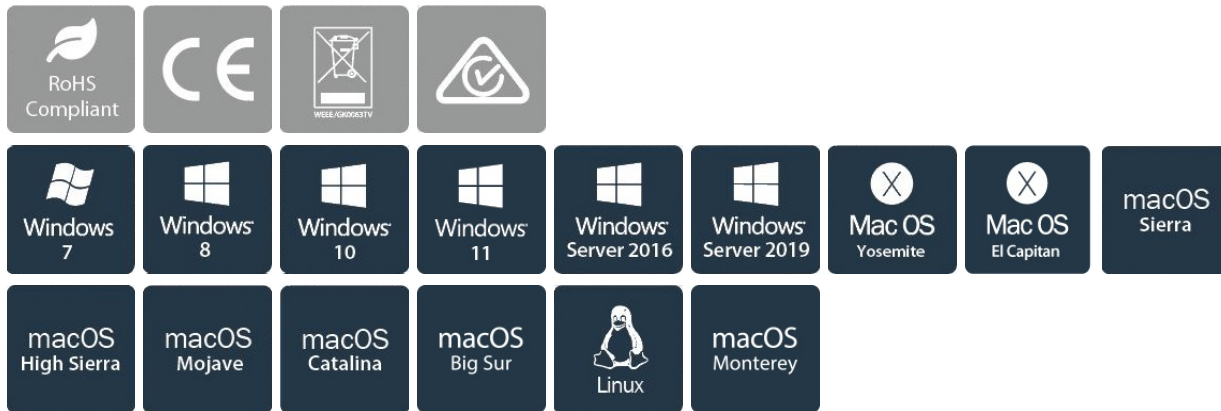 RoHS
Compliant
CE
WEEE/GK0063TV
Windows
7
Windows
8
Windows
10
Windows
11
Windows
Server 2016
Windows
Server 2019
X
Mac OS
Yosemite
X
Mac OS
El Capitan
macOS
Sierra
macOS
High Sierra
macOS
Mojave
macOS
Catalina
macOS
Big Sur
Linux
macOS
Monterey